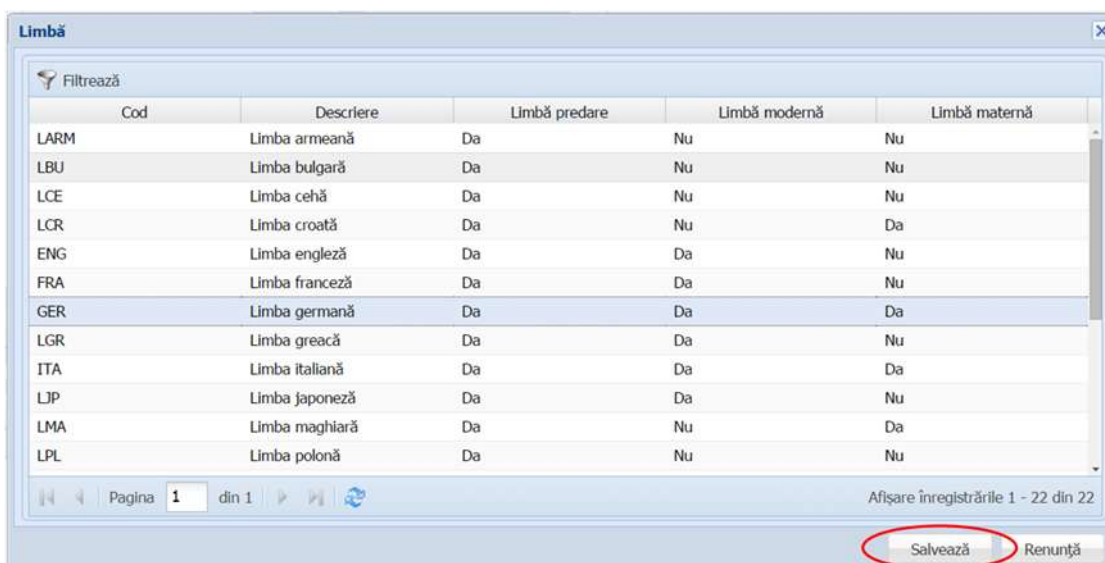 Limbă
Filtrează
Cod Descriere Limbă predare Limbă modernă Limbă maternă
LARM Limba armeană Da Nu Nu
LBU Limba bulgară Da Nu Nu
LCE Limba cehă Da Nu Nu
LCR Limba croată Da Nu Da
ENG Limba engleză Da Da Nu
FRA Limba franceză Da Da Nu
GER Limba germană Da Da Da
LGR Limba greacă Da Da Nu
ITA Limba italiană Da Da Da
LJP Limba japoneză Da Da Nu
LMA Limba maghiară Da Nu Da
LPL Limba polonă Da Nu Nu
Pagina 1 din 1 Afișare înregistrările 1 - 22 din 22
Salvează Renunță